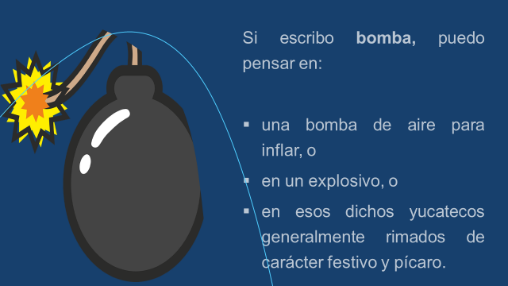 Si escribo bomba, puedo
pensar en:
▪ una bomba de aire para
inflar, o
▪ en un explosivo, o
▪ en esos dichos yucatecos
generalmente rimados de
carácter festivo y pícaro.